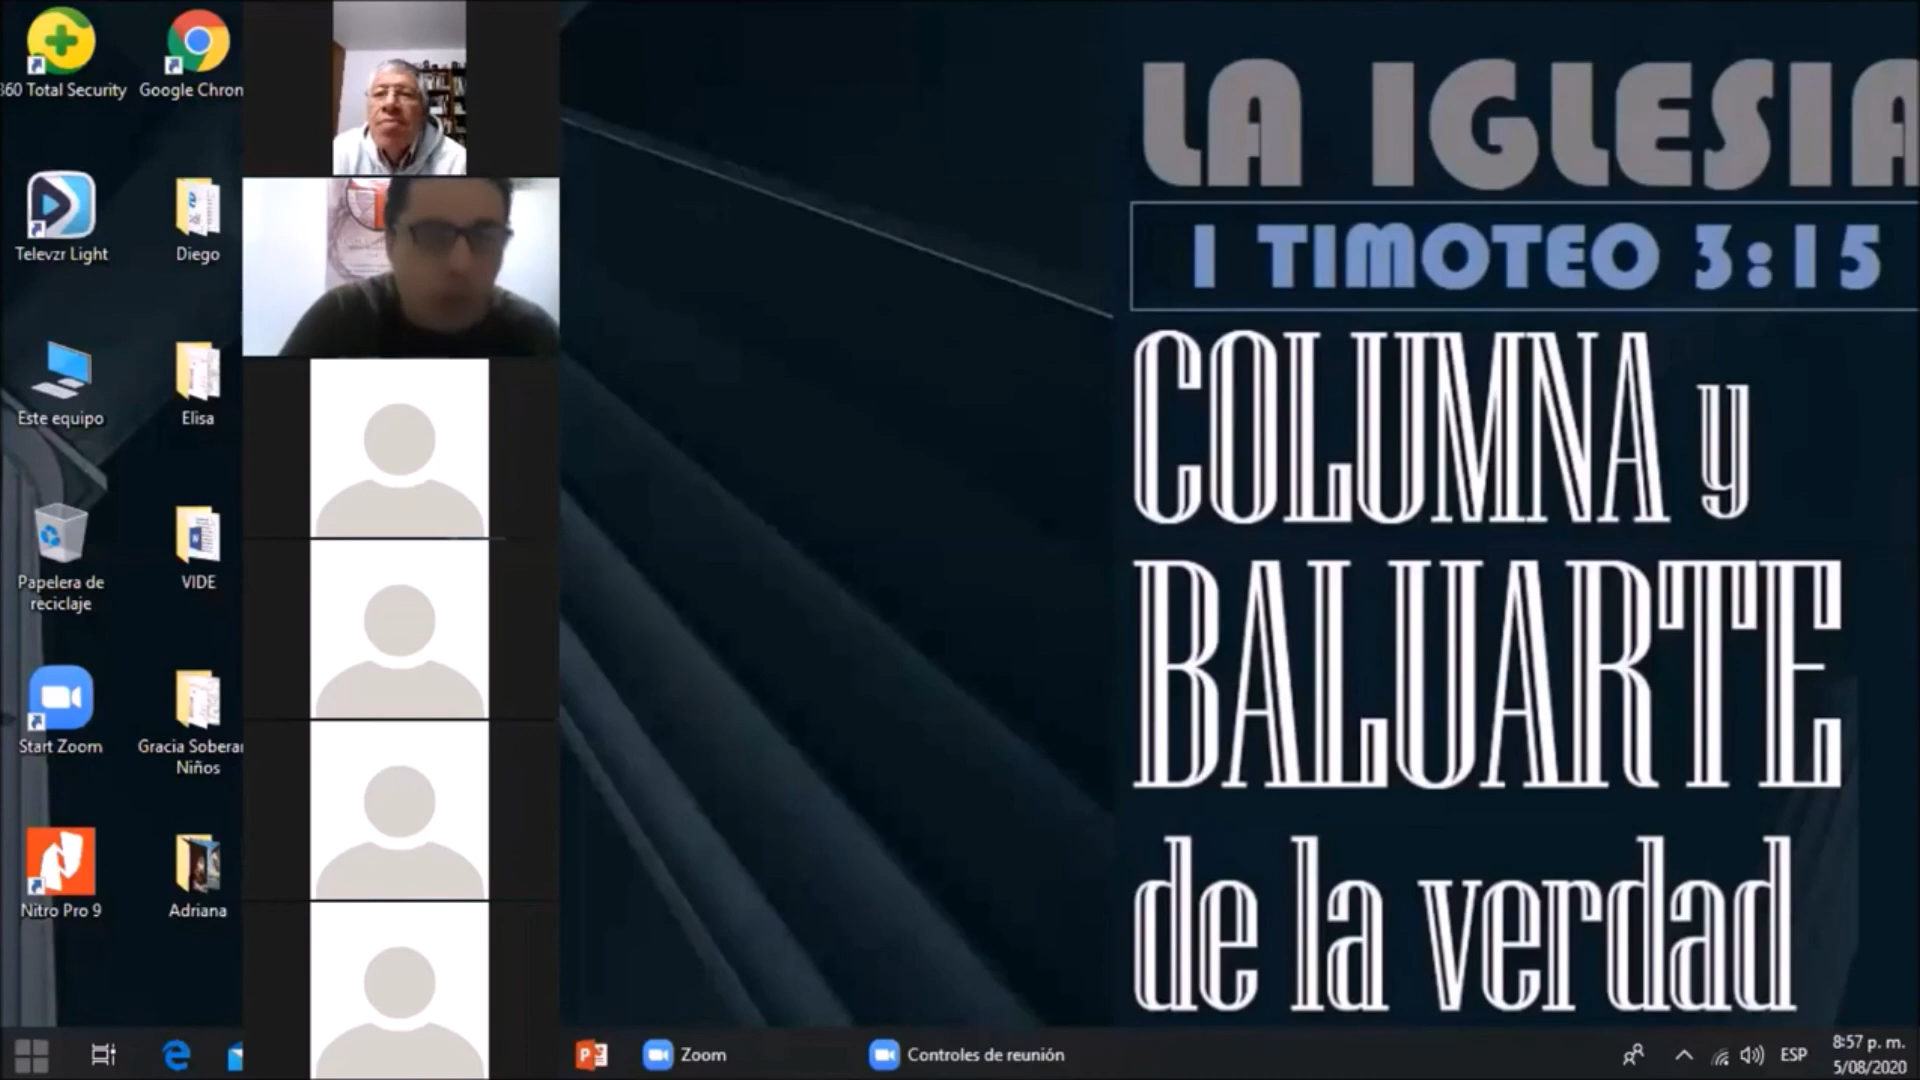 360 Total Security
Google Chron
Televzr Light
Diego
Este equipo
Elisa
Papelera de
reciclaje
VIDE
Start Zoom
Gracia Soberan
Niños
Nitro Pro 9
Adriana
LA IGLESIA
1 TIMOTEO 3:15
COLUMNA y
BALUARTE
de la verdad
Zoom
Controles de reunión
ESP
8:57 p. m.
5/08/2020